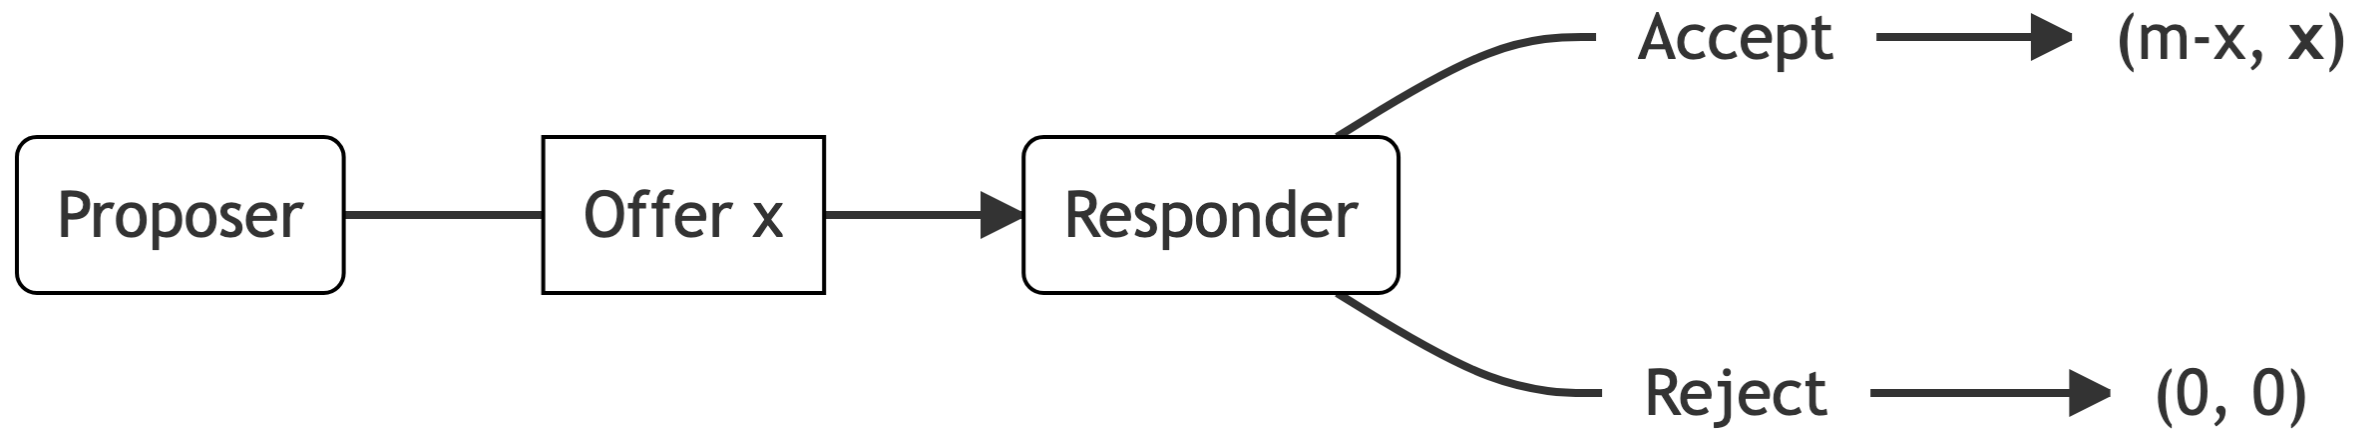 Proposer
Offer x
Responder
Accept
(m-x, x)
Reject
(0, 0)